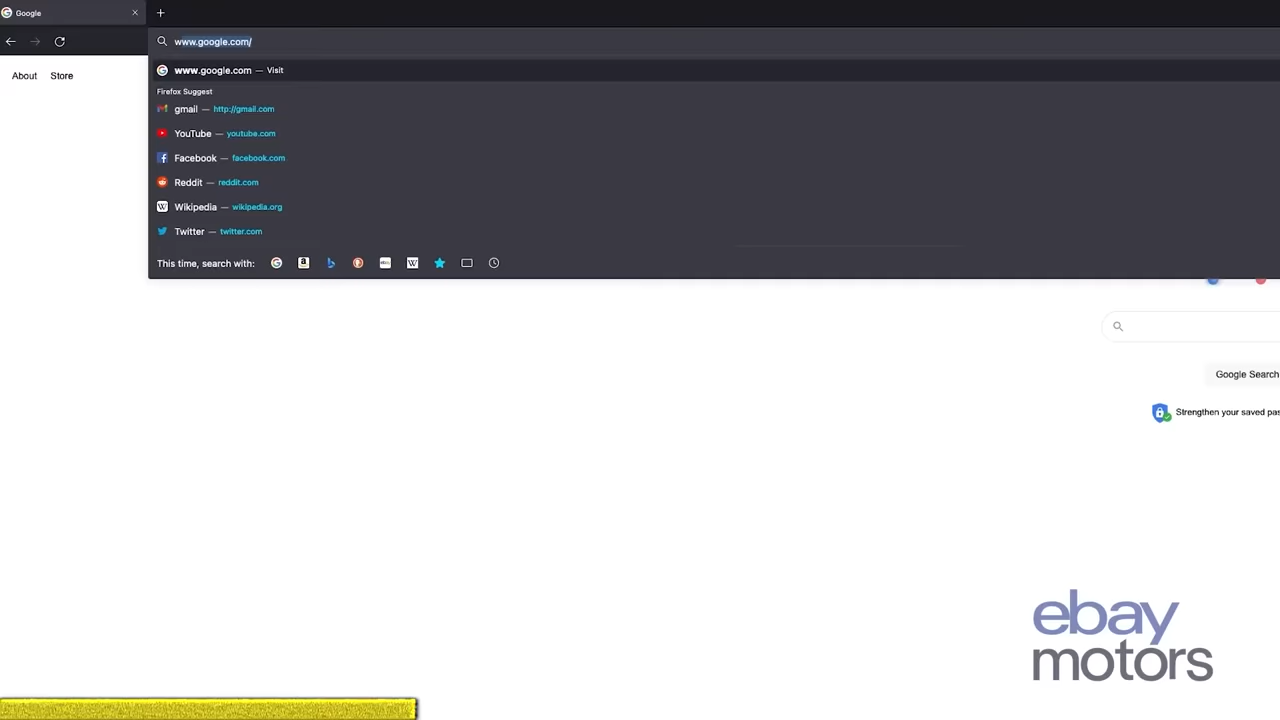 Google
www.google.com/
www.google.com — Visit
About Store
Firefox Suggest
gmail — http://gmail.com
YouTube — youtube.com
Facebook — facebook.com
Reddit — reddit.com
Wikipedia — wikipedia.org
Twitter — twitter.com
This time, search with:
Google Search
Strengthen your saved pas
ebay
motors